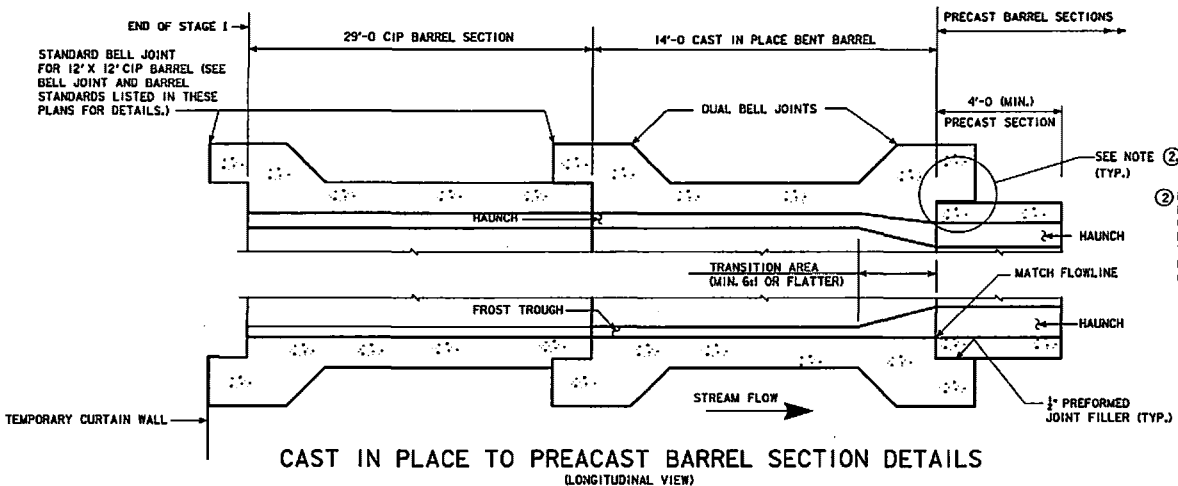 END OF STAGE I
PRECAST BARREL SECTIONS
29'-0 CIP BARREL SECTION
14'-0 CAST IN PLACE BENT BARREL
STANDARD BELL JOINT
FOR 12' X 12' CIP BARREL (SEE
BELL JOINT AND BARREL
STANDARDS LISTED IN THESE
PLANS FOR DETAILS.)
DUAL BELL JOINTS
4'-0 (MIN.)
PRECAST SECTION
SEE NOTE ②
(TYP.)
②
HAUNCH
HAUNCH
TRANSITION AREA
(MIN. 6:1 OR FLATTER)
MATCH FLOWLINE
FROST TROUGH
HAUNCH
STREAM FLOW
½" PREFORMED
JOINT FILLER (TYP.)
TEMPORARY CURTAIN WALL
CAST IN PLACE TO PREACAST BARREL SECTION DETAILS
(LONGITUDINAL VIEW)